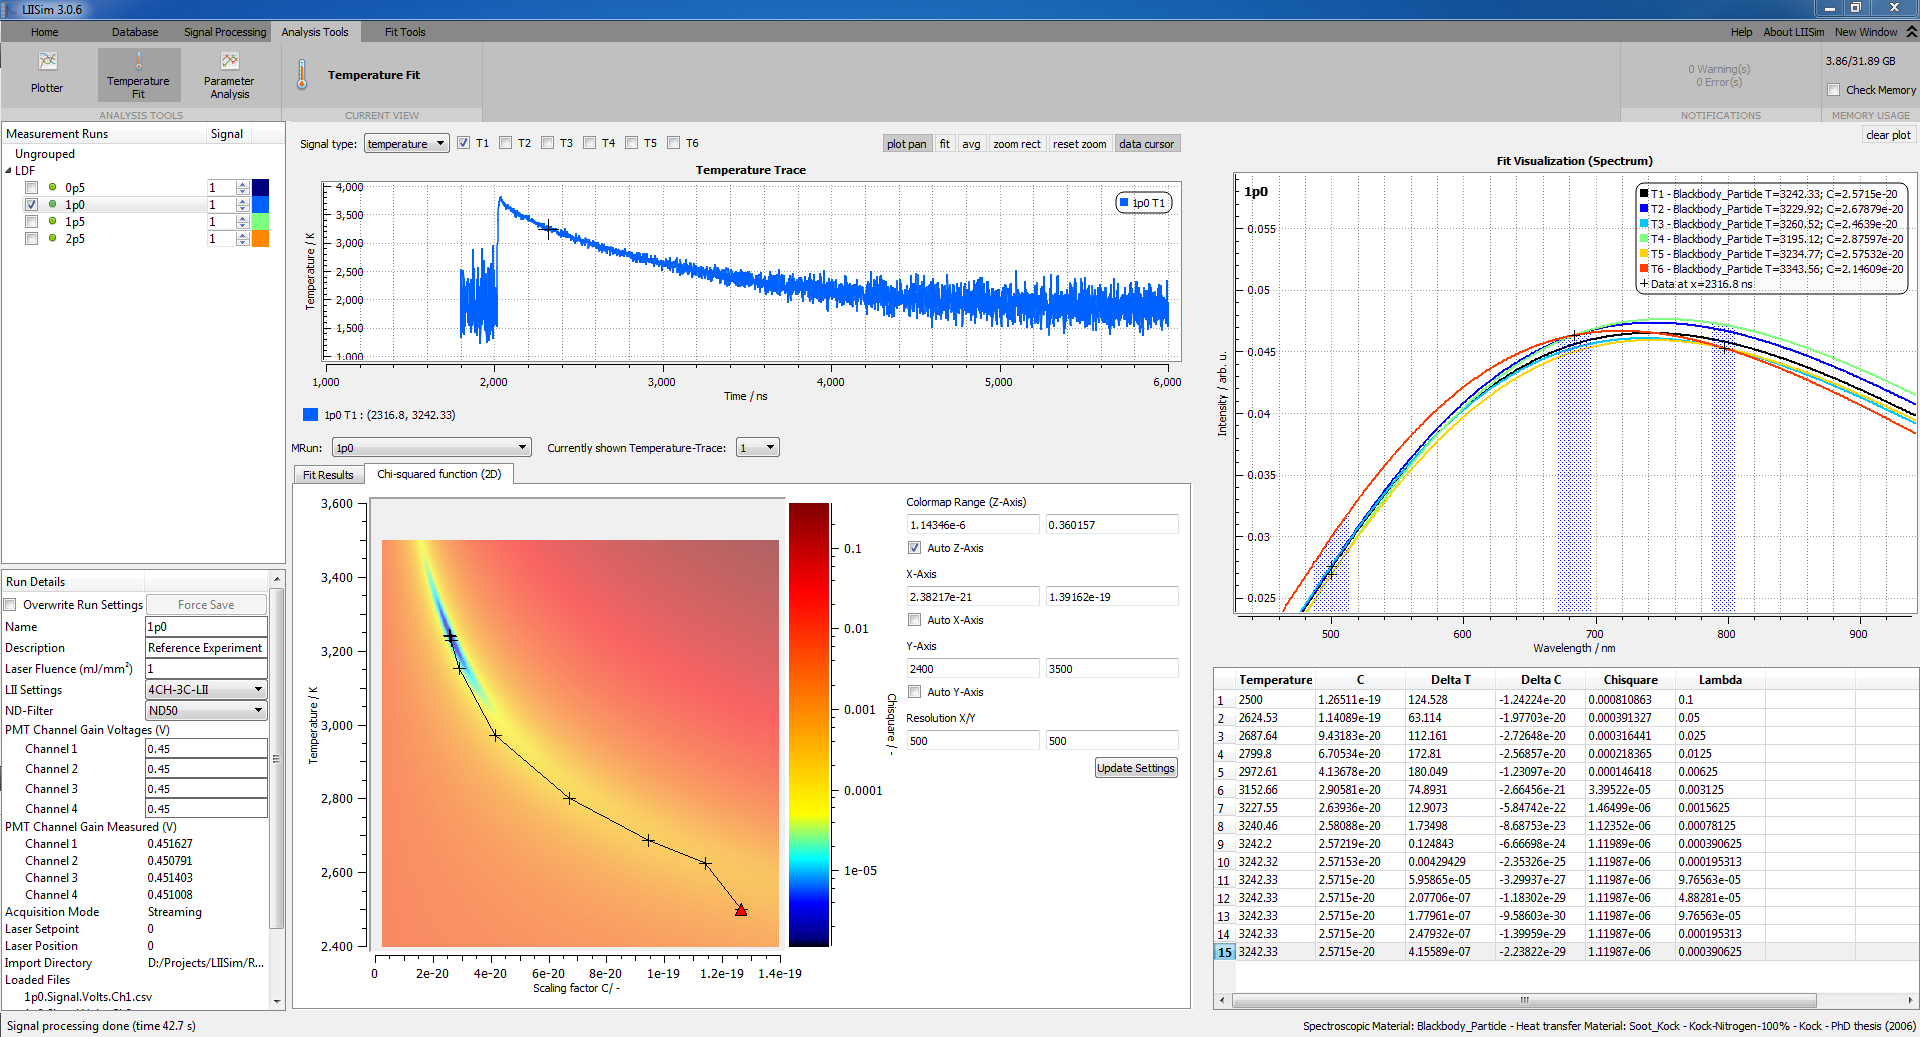 LIISim 3.0.6
Home Database Signal Processing Analysis Tools Fit Tools Help About LIISim New Window
Plotter Temperature Fit Parameter Analysis
ANALYSIS TOOLS
Temperature Fit
CURRENT VIEW
0 Warning(s)
0 Error(s)
NOTIFICATIONS
3.86/31.89 GB
Check Memory
MEMORY USAGE
Measurement Runs Signal
Ungrouped
LDF
0p5 1
1p0 1
1p5 1
2p5 1
Run Details
Overwrite Run Settings Force Save
Name 1p0
Description Reference Experiment
Laser Fluence (mJ/mm²) 1
LII Settings 4CH-3C-LII
ND-Filter ND50
PMT Channel Gain Voltages (V)
Channel 1 0.45
Channel 2 0.45
Channel 3 0.45
Channel 4 0.45
PMT Channel Gain Measured (V)
Channel 1 0.451627
Channel 2 0.450791
Channel 3 0.451403
Channel 4 0.451008
Acquisition Mode Streaming
Laser Setpoint 0
Laser Position 0
Import Directory D:/Projects/LIISim/R...
Loaded Files
1p0.Signal.Volts.Ch1.csv
Signal processing done (time 42.7 s)
Signal type: temperature T1 T2 T3 T4 T5 T6 plot pan fit avg zoom rect reset zoom data cursor
Temperature Trace
Temperature / K
4,000
3,500
3,000
2,500
2,000
1,500
1,000
1p0 T1
1,000 2,000 3,000 4,000 5,000 6,000
Time / ns
1p0 T1 : (2316.8, 3242.33)
MRun: 1p0 Currently shown Temperature-Trace: 1
Fit Results Chi-squared function (2D)
Temperature / K
3,600
3,400
3,200
3,000
2,800
2,600
2,400
0 2e-20 4e-20 6e-20 8e-20 1e-19 1.2e-19 1.4e-19
Scaling factor C/ -
0.1
0.01
0.001
0.0001
1e-05
Chisquare / -
Colormap Range (Z-Axis)
1.14346e-6 0.360157
Auto Z-Axis
X-Axis
2.38217e-21 1.39162e-19
Auto X-Axis
Y-Axis
2400 3500
Auto Y-Axis
Resolution X/Y
500 500
Update Settings
clear plot
Fit Visualization (Spectrum)
1p0
T1 - Blackbody_Particle T=3242.33; C=2.5715e-20
T2 - Blackbody_Particle T=3229.92; C=2.67879e-20
T3 - Blackbody_Particle T=3260.52; C=2.4639e-20
T4 - Blackbody_Particle T=3195.12; C=2.87597e-20
T5 - Blackbody_Particle T=3234.77; C=2.57532e-20
T6 - Blackbody_Particle T=3343.56; C=2.14609e-20
Data at x=2316.8 ns
Intensity / arb. u.
0.055
0.05
0.045
0.04
0.035
0.03
0.025
500 600 700 800 900
Wavelength / nm
Temperature C Delta T Delta C Chisquare Lambda
1 2500 1.26511e-19 124.528 -1.24224e-20 0.000810863 0.1
2 2624.53 1.14089e-19 63.114 -1.97703e-20 0.000391327 0.05
3 2687.64 9.43183e-20 112.161 -2.72648e-20 0.000316441 0.025
4 2799.8 6.70534e-20 172.81 -2.56857e-20 0.000218365 0.0125
5 2972.61 4.13678e-20 180.049 -1.23097e-20 0.000146418 0.00625
6 3152.66 2.90581e-20 74.8931 -2.66456e-21 3.39522e-05 0.003125
7 3227.55 2.63936e-20 12.9073 -5.84742e-22 1.46499e-06 0.0015625
8 3240.46 2.58088e-20 1.73498 -8.68753e-23 1.12352e-06 0.00078125
9 3242.2 2.57219e-20 0.124843 -6.66698e-24 1.11989e-06 0.000390625
10 3242.32 2.57153e-20 0.00429429 -2.35326e-25 1.11987e-06 0.000195313
11 3242.33 2.5715e-20 5.95865e-05 -3.29937e-27 1.11987e-06 9.76563e-05
12 3242.33 2.5715e-20 2.07706e-07 -1.18302e-29 1.11987e-06 4.88281e-05
13 3242.33 2.5715e-20 1.77961e-07 -9.58603e-30 1.11987e-06 9.76563e-05
14 3242.33 2.5715e-20 2.47932e-07 -1.39959e-29 1.11987e-06 0.000195313
15 3242.33 2.5715e-20 4.15589e-07 -2.23822e-29 1.11987e-06 0.000390625
Spectroscopic Material: Blackbody_Particle - Heat transfer Material: Soot_Kock - Kock-Nitrogen-100% - Kock - PhD thesis (2006)